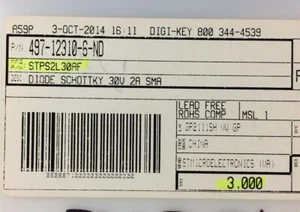 A59P 3-OCT-2014 16:11 DIGI-KEY 800 344-4539
P/N: 497-12310-6-ND
STPS2L30AF
DIODE SCHOTTKY 30V 2A SMA
LEAD FREE
ROHS COMP MSL 1
CHINA
STMICROELECTRONICS (VA)
3,000